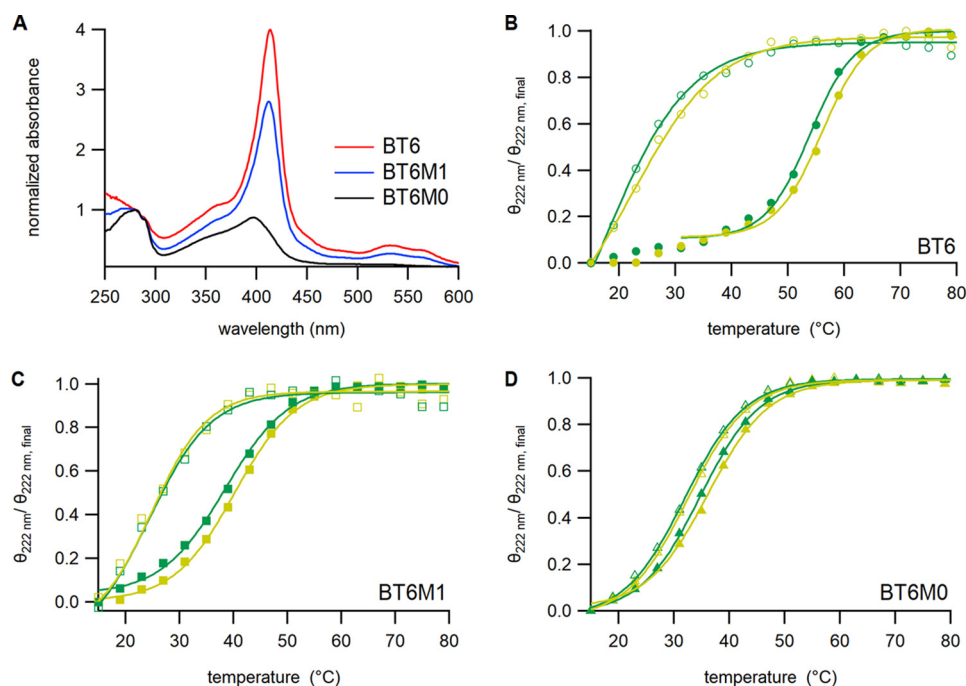 A
normalized absorbance
4
3
2
1
BT6
BT6M1
BT6M0
250 300 350 400 450 500 550 600
wavelength (nm)
B
θ222 nm/ θ222 nm, final
1.0
0.8
0.6
0.4
0.2
0.0
BT6
20 30 40 50 60 70 80
temperature (°C)
C
θ222 nm/ θ222 nm, final
1.0
0.8
0.6
0.4
0.2
0.0
BT6M1
20 30 40 50 60 70 80
temperature (°C)
D
θ222 nm/ θ222 nm, final
1.0
0.8
0.6
0.4
0.2
0.0
BT6M0
20 30 40 50 60 70 80
temperature (°C)